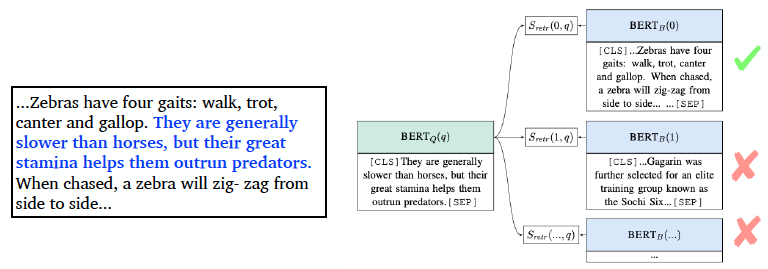 ...Zebras have four gaits: walk, trot,
canter and gallop. They are generally
slower than horses, but their great
stamina helps them outrun predators.
When chased, a zebra will zig- zag from
side to side...
BERT_Q(q)
[CLS]They are generally
slower than horses, but their
great stamina helps them
outrun predators.[SEP]
S_retr(0, q)
BERT_B(0)
[CLS]...Zebras have four
gaits: walk, trot, canter
and gallop. When chased,
a zebra will zig-zag from
side to side... ...[SEP]
S_retr(1, q)
BERT_B(1)
[CLS]...Gagarin was
further selected for an elite
training group known as
the Sochi Six...[SEP]
S_retr(..., q)
BERT_B(...)
...